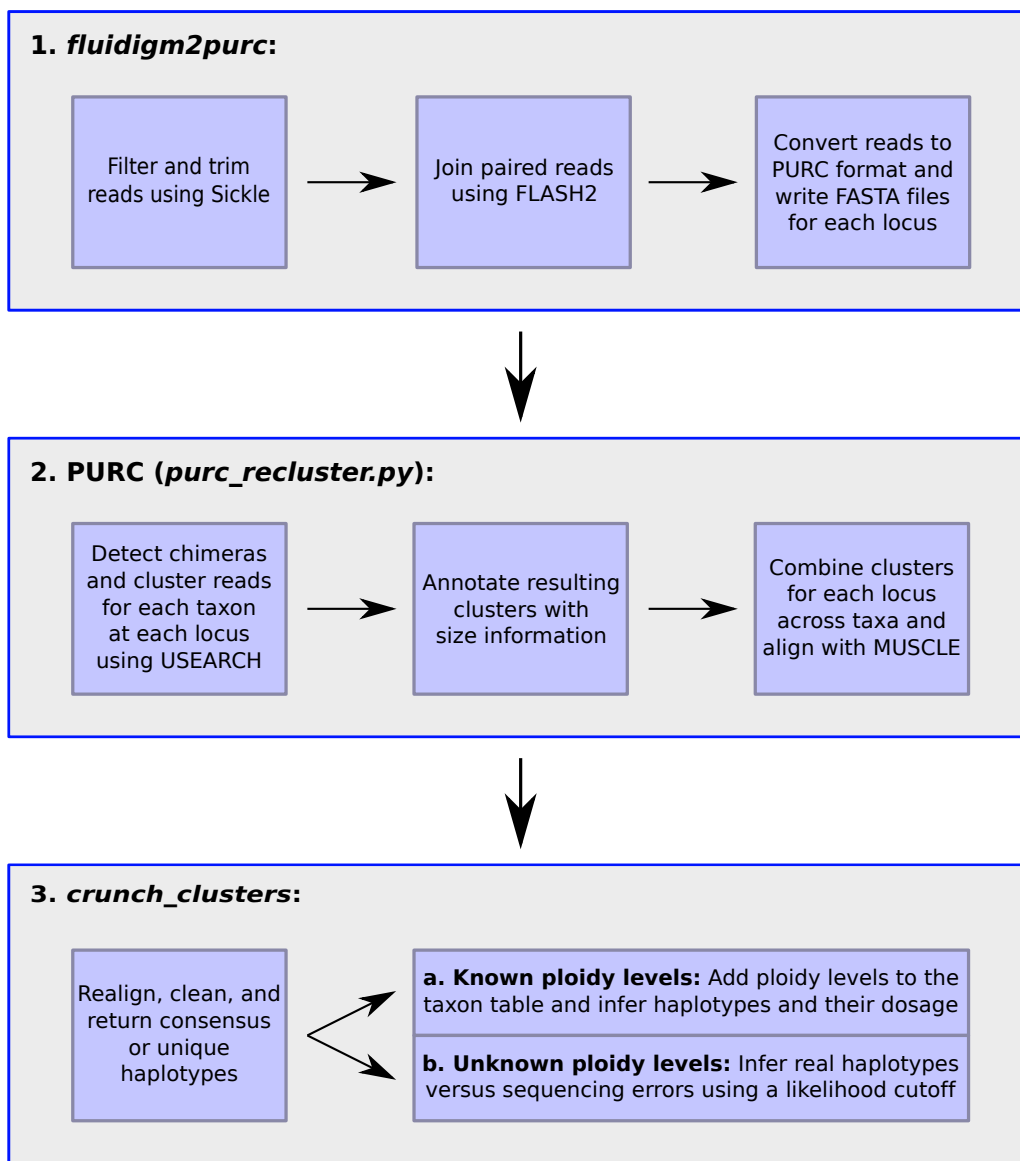 1. fluidigm2purc:
Filter and trim
reads using Sickle
Join paired reads
using FLASH2
Convert reads to
PURC format and
write FASTA files
for each locus
2. PURC (purc_recluster.py):
Detect chimeras
and cluster reads
for each taxon
at each locus
using USEARCH
Annotate resulting
clusters with
size information
Combine clusters
for each locus
across taxa and
align with MUSCLE
3. crunch_clusters:
Realign, clean, and
return consensus
or unique
haplotypes
a. Known ploidy levels: Add ploidy levels to the
taxon table and infer haplotypes and their dosage
b. Unknown ploidy levels: Infer real haplotypes
versus sequencing errors using a likelihood cutoff